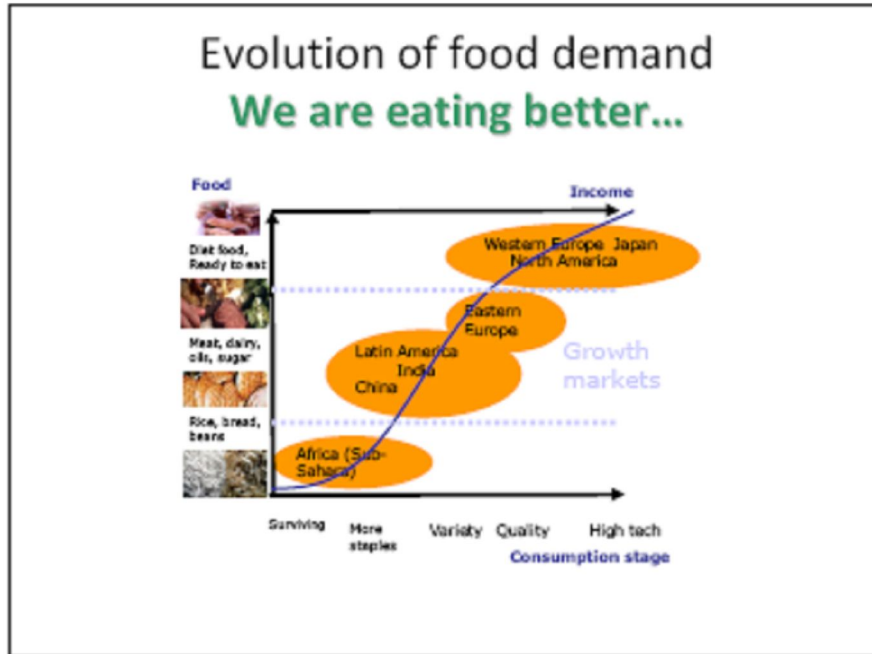 Evolution of food demand
We are eating better...
Food
Income
Diet food,
Ready to eat
Western Europe Japan
North America
Eastern
Europe
Meat, dairy,
oils, sugar
Latin America
India
China
Growth
markets
Rice, bread,
beans
Africa (Sub-
Sahara)
Surviving
More
staples
Variety
Quality
High tech
Consumption stage